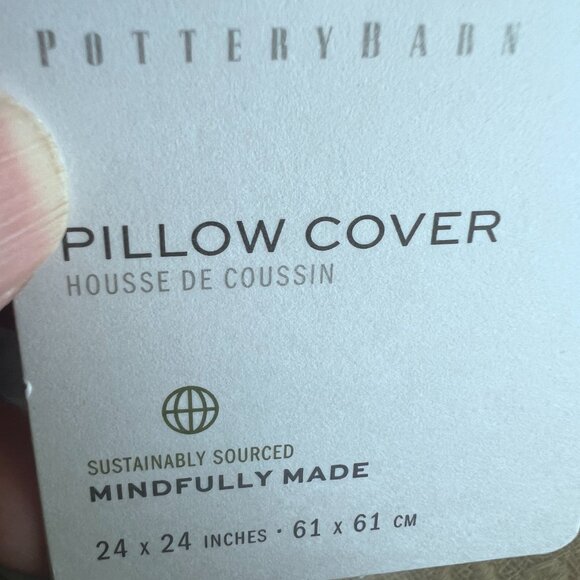 POTTERYBARN
PILLOW COVER
HOUSSE DE COUSSIN
SUSTAINABLY SOURCED
MINDFULLY MADE
24 x 24 INCHES · 61 x 61 CM